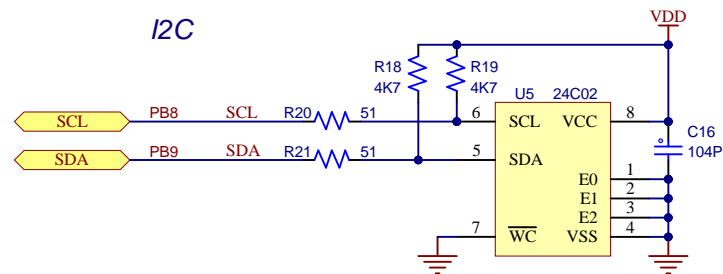 I2C
VDD
R18
R19
4K7
4K7
U5
24C02
SCL
PB8
SCL
R20
51
6
SCL
VCC
8
C16
104P
SDA
PB9
SDA
R21
51
5
SDA
E0
1
E1
2
E2
3
7
WC
VSS
4